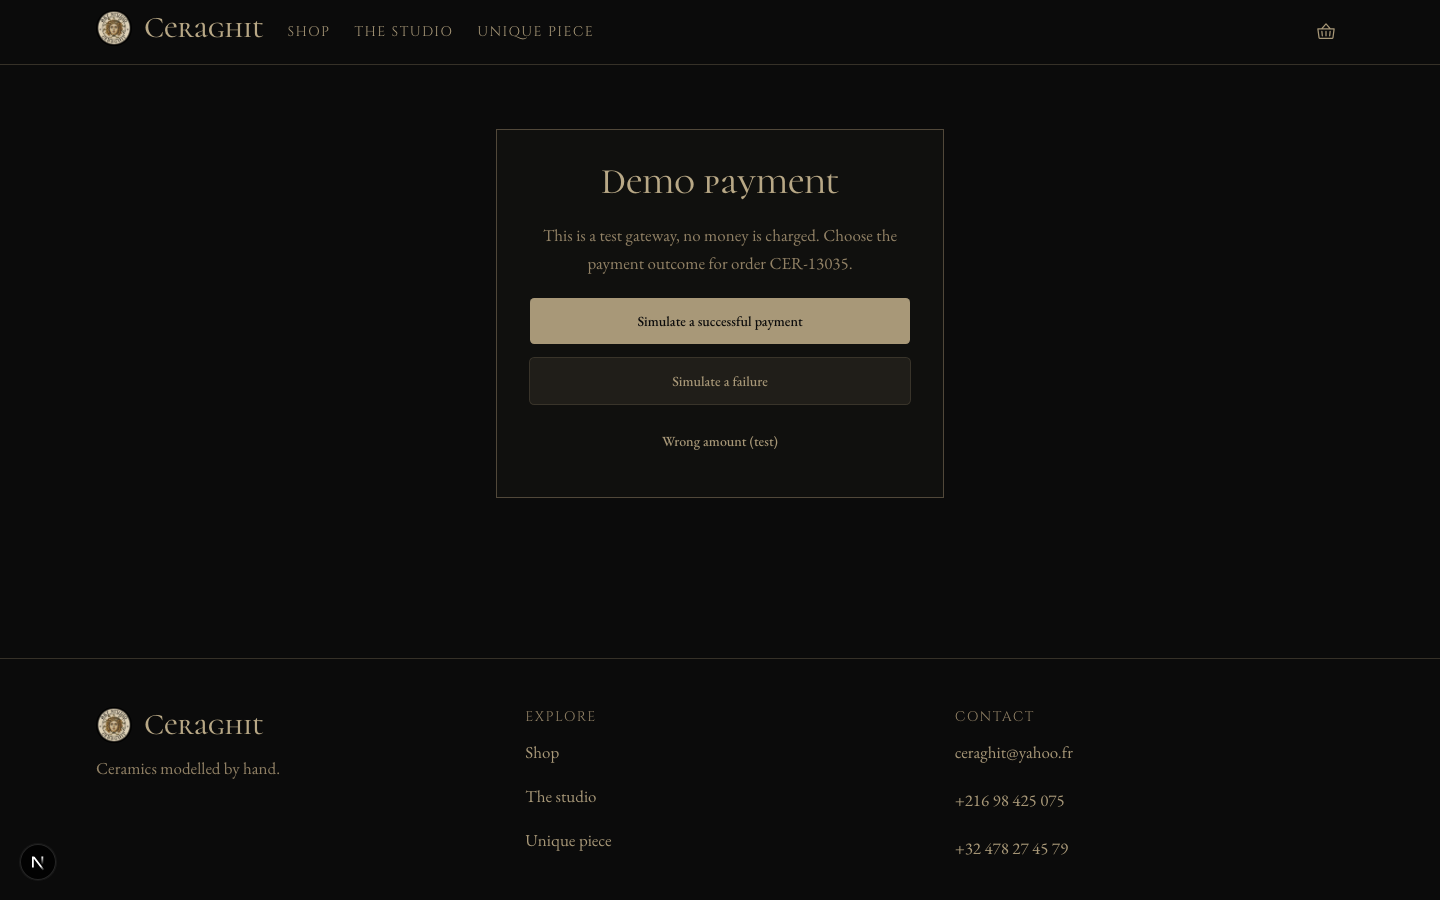 Ceraghit
SHOP
THE STUDIO
UNIQUE PIECE
Demo payment
This is a test gateway, no money is charged. Choose the
payment outcome for order CER-13035.
Simulate a successful payment
Simulate a failure
Wrong amount (test)
Ceraghit
Ceramics modelled by hand.
EXPLORE
Shop
The studio
Unique piece
CONTACT
ceraghit@yahoo.fr
+216 98 425 075
+32 478 27 45 79
N